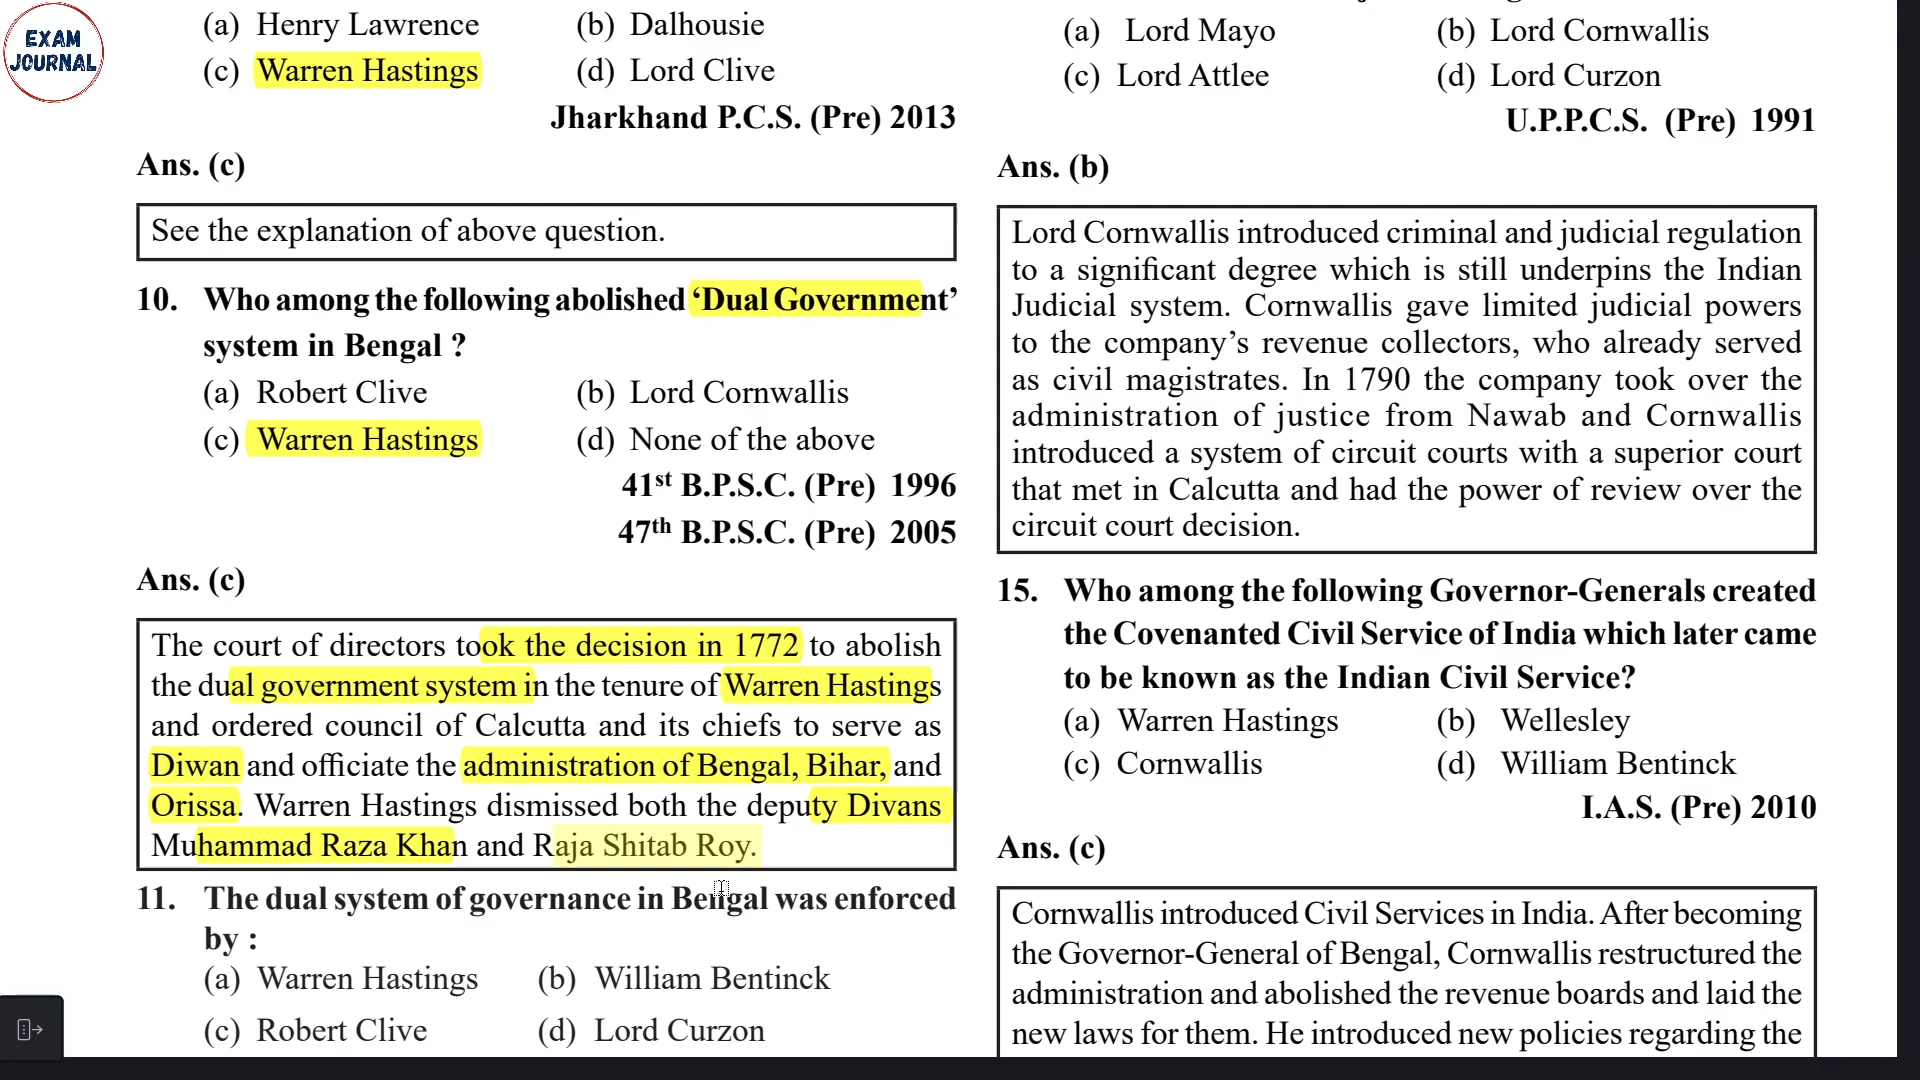 EXAM
JOURNAL
(a) Henry Lawrence (b) Dalhousie
(c) Warren Hastings (d) Lord Clive
Jharkhand P.C.S. (Pre) 2013
Ans. (c)
See the explanation of above question.
10. Who among the following abolished ‘Dual Government’
system in Bengal ?
(a) Robert Clive (b) Lord Cornwallis
(c) Warren Hastings (d) None of the above
41st B.P.S.C. (Pre) 1996
47th B.P.S.C. (Pre) 2005
Ans. (c)
The court of directors took the decision in 1772 to abolish
the dual government system in the tenure of Warren Hastings
and ordered council of Calcutta and its chiefs to serve as
Diwan and officiate the administration of Bengal, Bihar, and
Orissa. Warren Hastings dismissed both the deputy Divans
Muhammad Raza Khan and Raja Shitab Roy.
11. The dual system of governance in Bengal was enforced
by :
(a) Warren Hastings (b) William Bentinck
(c) Robert Clive (d) Lord Curzon
(a) Lord Mayo (b) Lord Cornwallis
(c) Lord Attlee (d) Lord Curzon
U.P.P.C.S. (Pre) 1991
Ans. (b)
Lord Cornwallis introduced criminal and judicial regulation
to a significant degree which is still underpins the Indian
Judicial system. Cornwallis gave limited judicial powers
to the company’s revenue collectors, who already served
as civil magistrates. In 1790 the company took over the
administration of justice from Nawab and Cornwallis
introduced a system of circuit courts with a superior court
that met in Calcutta and had the power of review over the
circuit court decision.
15. Who among the following Governor-Generals created
the Covenanted Civil Service of India which later came
to be known as the Indian Civil Service?
(a) Warren Hastings (b) Wellesley
(c) Cornwallis (d) William Bentinck
I.A.S. (Pre) 2010
Ans. (c)
Cornwallis introduced Civil Services in India. After becoming
the Governor-General of Bengal, Cornwallis restructured the
administration and abolished the revenue boards and laid the
new laws for them. He introduced new policies regarding the